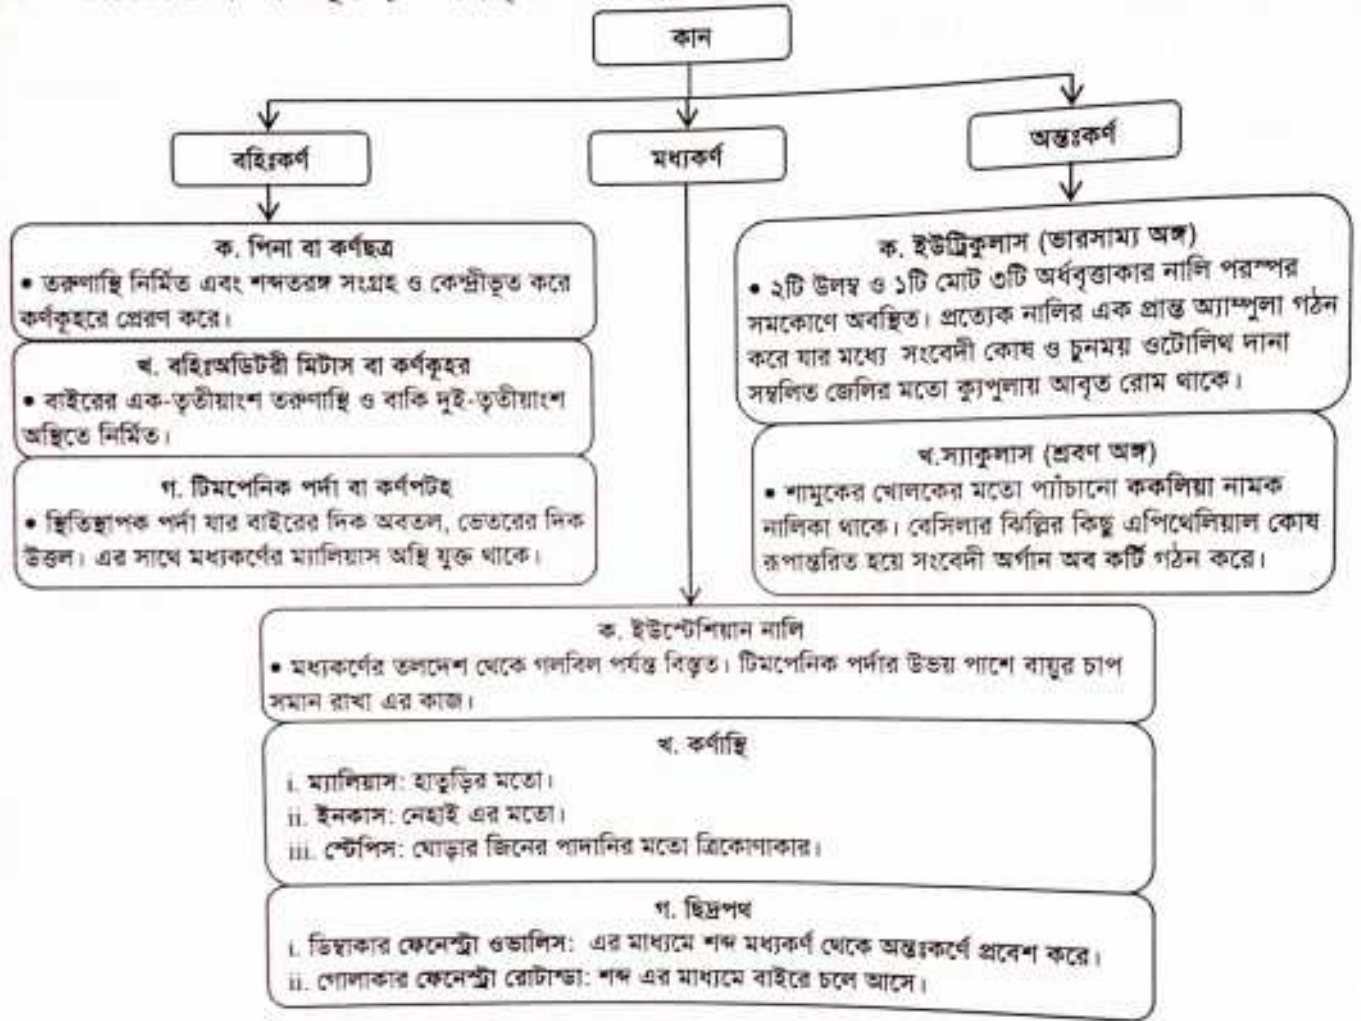 কান
বহিঃকর্ণ
মধ্যকর্ণ
অন্তঃকর্ণ
ক. পিনা বা কর্ণছত্র
• তরুণাস্থি নির্মিত এবং শব্দতরঙ্গ সংগ্রহ ও কেন্দ্রীভূত করে
কর্ণকূহরে প্রেরণ করে।
খ. বহিঃঅডিটরী মিটাস বা কর্ণকূহর
• বাইরের এক-তৃতীয়াংশ তরুণাস্থি ও বাকি দুই-তৃতীয়াংশ
অস্থিতে নির্মিত।
গ. টিমপেনিক পর্দা বা কর্ণপটহ
• স্থিতিস্থাপক পর্দা যার বাইরের দিক অবতল, ভেতরের দিক
উত্তল। এর সাথে মধ্যকর্ণের ম্যালিয়াস অস্থি যুক্ত থাকে।
ক. ইউট্রিকুলাস (ভারসাম্য অঙ্গ)
• ২টি উলম্ব ও ১টি মোট ৩টি অর্ধবৃত্তাকার নালি পরস্পর
সমকোণে অবস্থিত। প্রত্যেক নালির এক প্রান্ত অ্যাম্পুলা গঠন
করে যার মধ্যে সংবেদী কোষ ও চুনময় ওটোলিথ দানা
সম্বলিত জেলির মতো ক্যুপুলায় আবৃত রোম থাকে।
খ.স্যাকুলাস (শ্রবণ অঙ্গ)
• শামুকের খোলকের মতো প্যাঁচানো ককলিয়া নামক
নালিকা থাকে। বেসিলার ঝিল্লির কিছু এপিথেলিয়াল কোষ
রূপান্তরিত হয়ে সংবেদী অর্গান অব কর্টি গঠন করে।
ক. ইউস্টেশিয়ান নালি
• মধ্যকর্ণের তলদেশ থেকে গলবিল পর্যন্ত বিস্তৃত। টিমপেনিক পর্দার উভয় পাশে বায়ুর চাপ
সমান রাখা এর কাজ।
খ. কর্ণাস্থি
i. ম্যালিয়াস: হাতুড়ির মতো।
ii. ইনকাস: নেহাই এর মতো।
iii. স্টেপিস: ঘোড়ার জিনের পাদানির মতো ত্রিকোণাকার।
গ. ছিদ্রপথ
i. ডিম্বাকার ফেনেস্ট্রা ওভালিস: এর মাধ্যমে শব্দ মধ্যকর্ণ থেকে অন্তঃকর্ণে প্রবেশ করে।
ii. গোলাকার ফেনেস্ট্রা রোটান্ডা: শব্দ এর মাধ্যমে বাইরে চলে আসে।